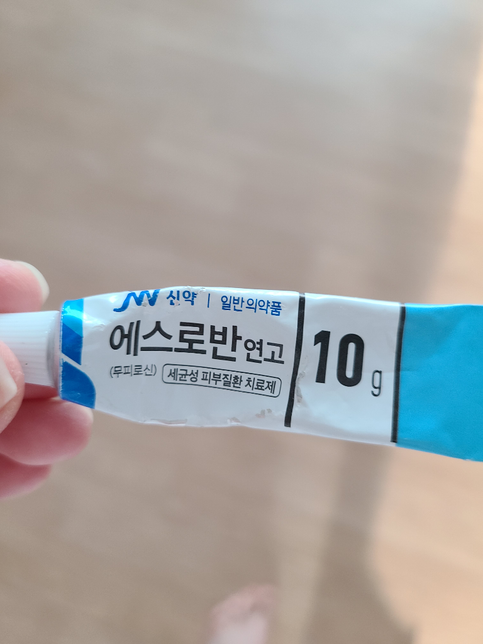 신약 | 일반의약품
에스로반연고
(무피로신) 세균성 피부질환 치료제
10 g